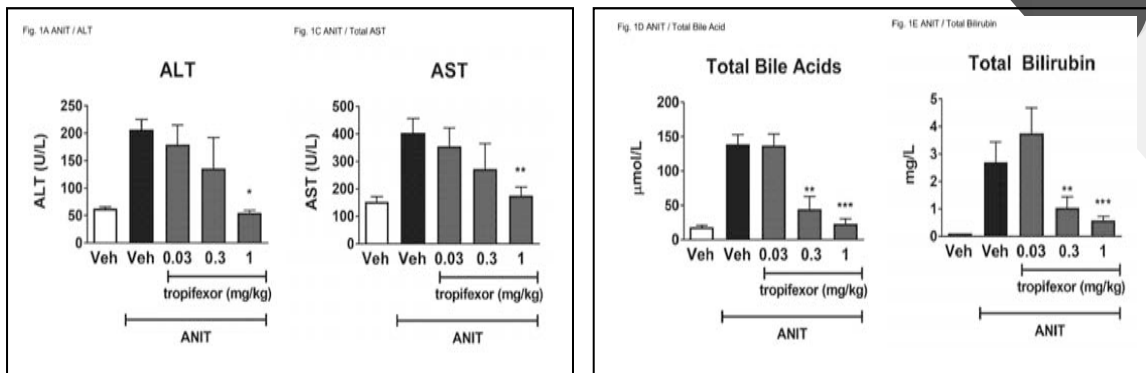 Fig. 1A ANIT / ALT
ALT
ALT (U/L)
250
200
150
100
50
0
*
Veh Veh 0.03 0.3 1
tropifexor (mg/kg)
ANIT
Fig. 1C ANIT / Total AST
AST
AST (U/L)
500
400
300
200
100
0
**
Veh Veh 0.03 0.3 1
tropifexor (mg/kg)
ANIT
Fig. 1D ANIT / Total Bile Acid
Total Bile Acids
μmol/L
200
150
100
50
0
**
***
Veh Veh 0.03 0.3 1
tropifexor (mg/kg)
ANIT
Fig. 1E ANIT / Total Bilirubin
Total Bilirubin
mg/L
5
4
3
2
1
0
**
***
Veh Veh 0.03 0.3 1
tropifexor (mg/kg)
ANIT